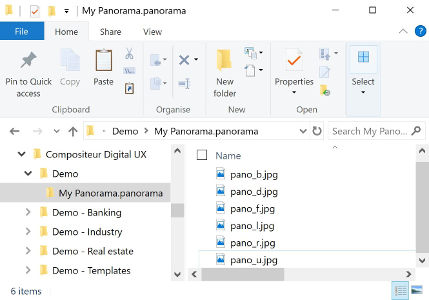 My Panorama.panorama
File
Home
Share
View
Pin to Quick access
Copy
Paste
New folder
Properties
Select
Clipboard
Organise
New
Open
Demo
My Panorama.panorama
Search My Pano...
Compositeur Digital UX
Demo
My Panorama.panorama
Demo - Banking
Demo - Industry
Demo - Real estate
Demo - Templates
Name
pano_b.jpg
pano_d.jpg
pano_f.jpg
pano_l.jpg
pano_r.jpg
pano_u.jpg
6 items